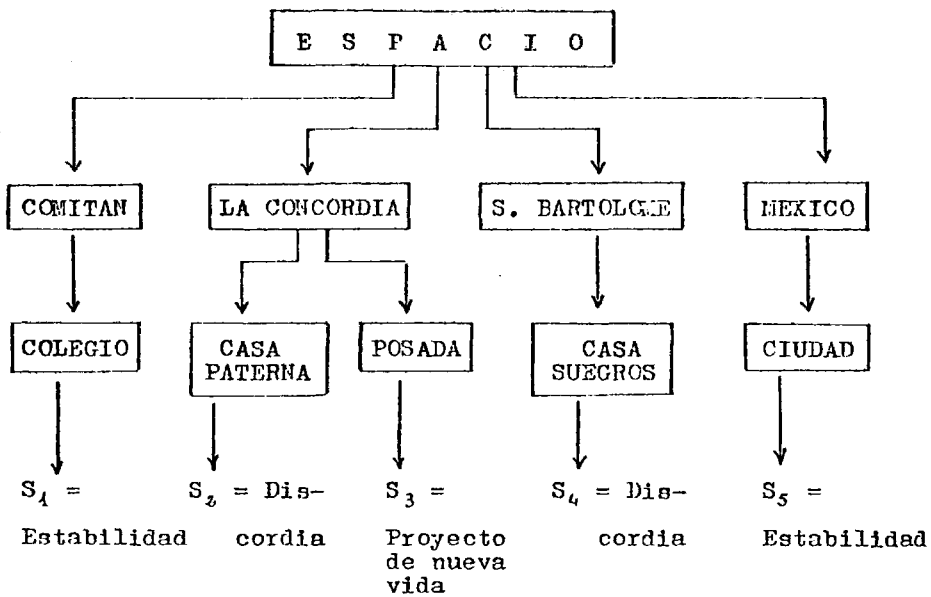 E S P A C I O
COMITAN
LA CONCORDIA
S. BARTOLOME
MEXICO
COLEGIO
CASA
PATERNA
POSADA
CASA
SUEGROS
CIUDAD
S₁ =
Estabilidad
S₂ = Dis-
cordia
S₃ =
Proyecto
de nueva
vida
S₄ = Dis-
cordia
S₅ =
Estabilidad